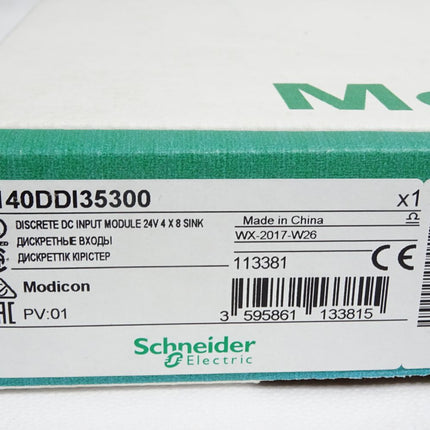 140DDI35300
x1
DISCRETE DC INPUT MODULE 24V 4 X 8 SINK
ДИСКРЕТНЫЕ ВХОДЫ
ДИСКРЕТТІК КІРІСТЕР
Made in China
WX-2017-W26
113381
CE
EAC
Modicon
PV:01
3 595861 133815
Schneider
Electric